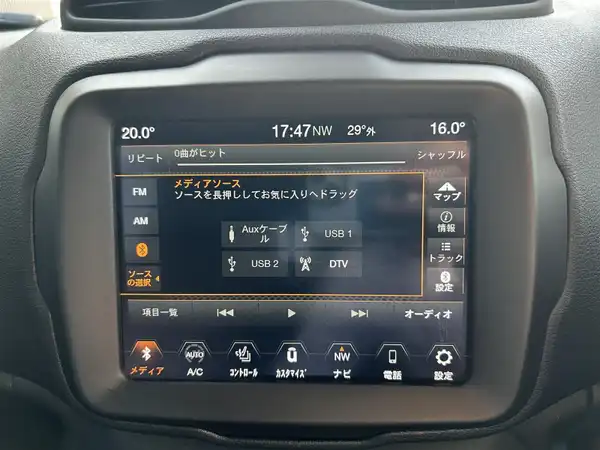 20.0° 17:47NW 29°外 16.0°
リピート 0曲がヒット シャッフル
メディアソース
ソースを長押ししてお気に入りへドラッグ
FM
AM
ソースの選択
Auxケーブル
USB 1
USB 2
DTV
マップ
情報
トラック
設定
項目一覧 オーディオ
メディア
AUTO
A/C
コントロール
カスタマイズ
NW
ナビ
電話
設定